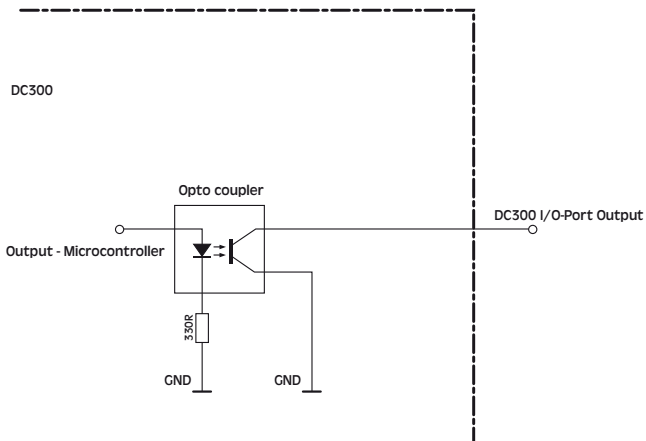 DC300
Opto coupler
DC300 I/O-Port Output
Output - Microcontroller
330R
GND
GND